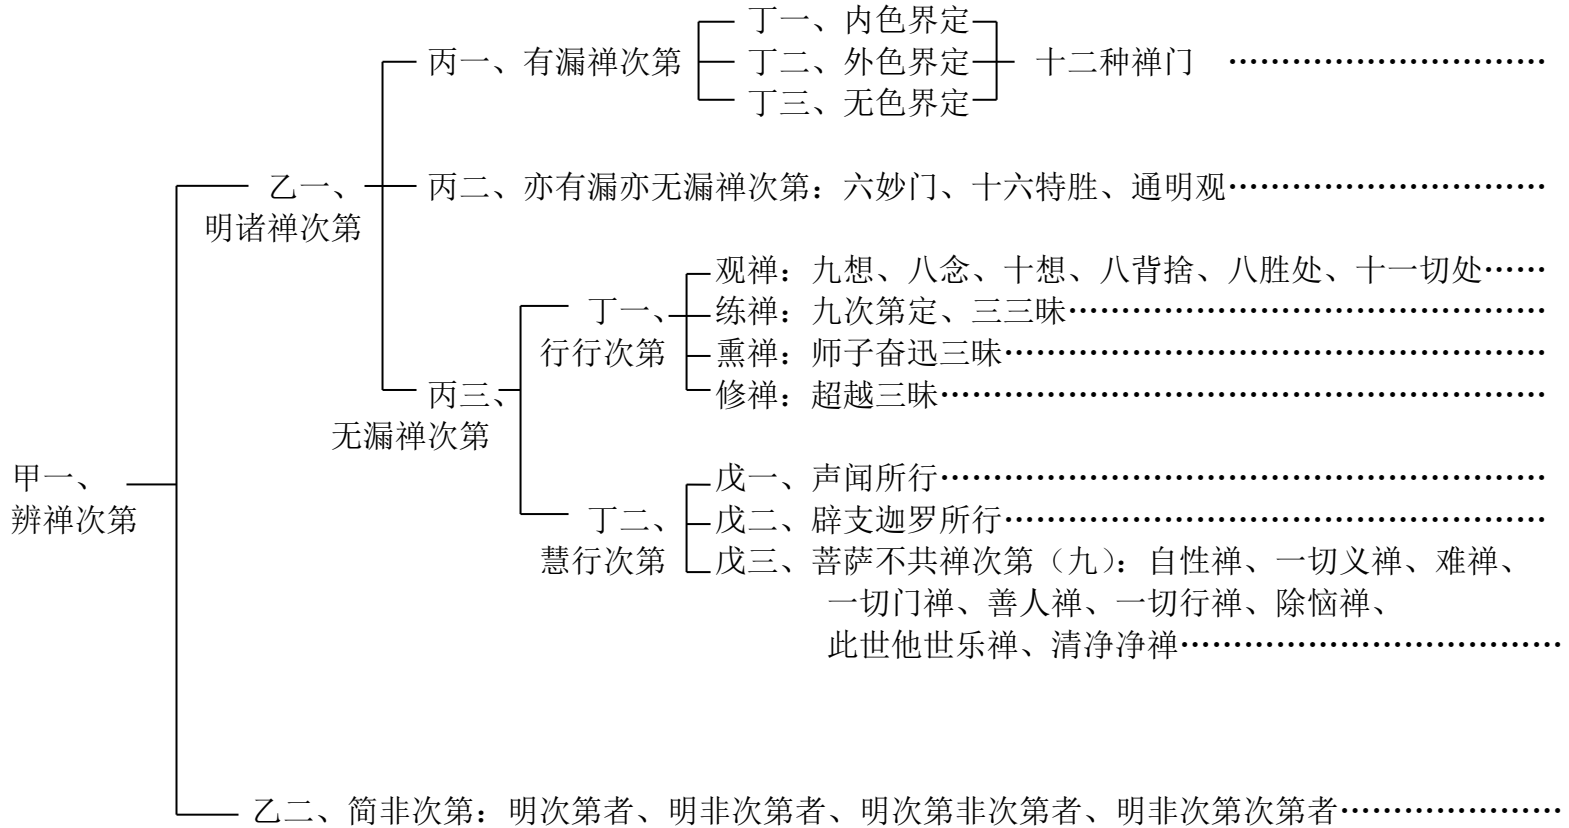 丁一、内色界定
丙一、有漏禅次第 丁二、外色界定 十二种禅门 …………………………
丁三、无色界定
乙一、 丙二、亦有漏亦无漏禅次第：六妙门、十六特胜、通明观…………………………
明诸禅次第
观禅：九想、八念、十想、八背捨、八胜处、十一切处……
丁一、 练禅：九次第定、三三昧………………………………………
行行次第 熏禅：师子奋迅三昧……………………………………………
丙三、 修禅：超越三昧…………………………………………………
无漏禅次第
甲一、 戊一、声闻所行…………………………………………………
辨禅次第 丁二、 戊二、辟支迦罗所行……………………………………………
慧行次第 戊三、菩萨不共禅次第（九）：自性禅、一切义禅、难禅、
一切门禅、善人禅、一切行禅、除恼禅、
此世他世乐禅、清净净禅………………………………
乙二、简非次第：明次第者、明非次第者、明次第非次第者、明非次第次第者…………………